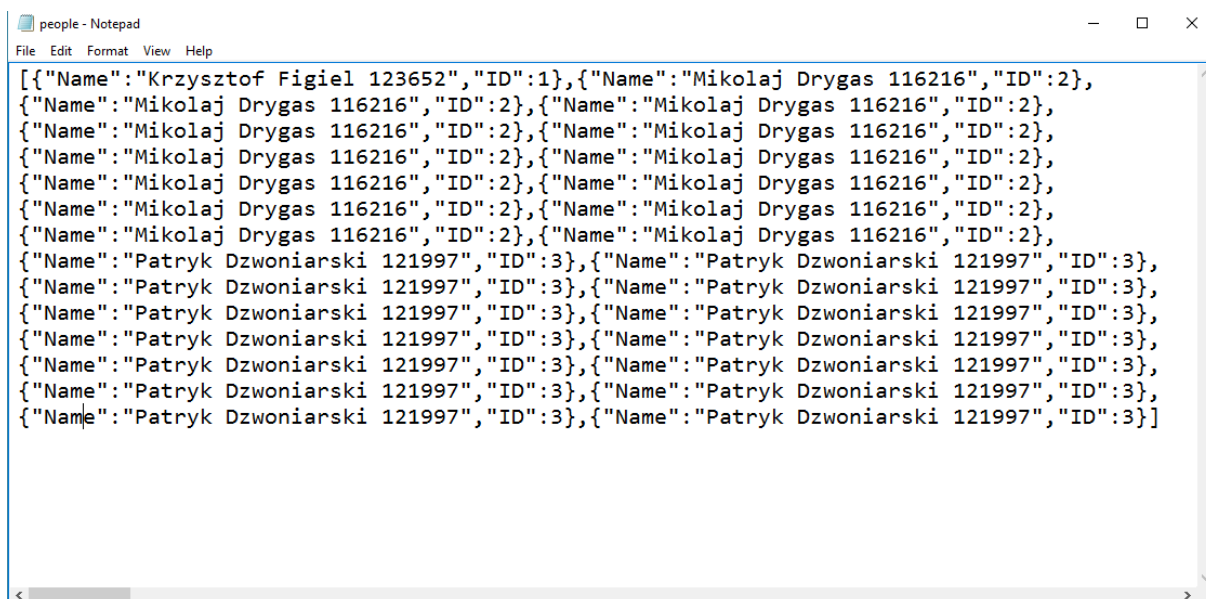 people - Notepad
File Edit Format View Help
[{"Name":"Krzysztof Figiel 123652","ID":1},{"Name":"Mikolaj Drygas 116216","ID":2},
{"Name":"Mikolaj Drygas 116216","ID":2},{"Name":"Mikolaj Drygas 116216","ID":2},
{"Name":"Mikolaj Drygas 116216","ID":2},{"Name":"Mikolaj Drygas 116216","ID":2},
{"Name":"Mikolaj Drygas 116216","ID":2},{"Name":"Mikolaj Drygas 116216","ID":2},
{"Name":"Mikolaj Drygas 116216","ID":2},{"Name":"Mikolaj Drygas 116216","ID":2},
{"Name":"Mikolaj Drygas 116216","ID":2},{"Name":"Mikolaj Drygas 116216","ID":2},
{"Name":"Mikolaj Drygas 116216","ID":2},{"Name":"Mikolaj Drygas 116216","ID":2},
{"Name":"Patryk Dzwoniarski 121997","ID":3},{"Name":"Patryk Dzwoniarski 121997","ID":3},
{"Name":"Patryk Dzwoniarski 121997","ID":3},{"Name":"Patryk Dzwoniarski 121997","ID":3},
{"Name":"Patryk Dzwoniarski 121997","ID":3},{"Name":"Patryk Dzwoniarski 121997","ID":3},
{"Name":"Patryk Dzwoniarski 121997","ID":3},{"Name":"Patryk Dzwoniarski 121997","ID":3},
{"Name":"Patryk Dzwoniarski 121997","ID":3},{"Name":"Patryk Dzwoniarski 121997","ID":3},
{"Name":"Patryk Dzwoniarski 121997","ID":3},{"Name":"Patryk Dzwoniarski 121997","ID":3},
{"Name":"Patryk Dzwoniarski 121997","ID":3},{"Name":"Patryk Dzwoniarski 121997","ID":3}]